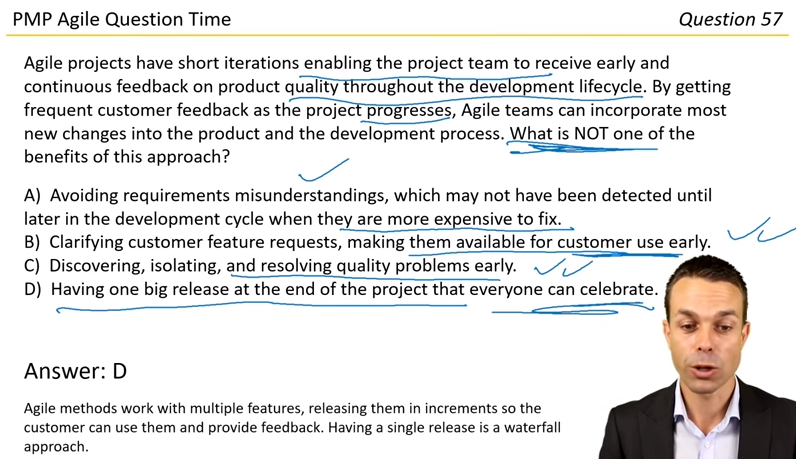 PMP Agile Question Time
Question 57
Agile projects have short iterations enabling the project team to receive early and
continuous feedback on product quality throughout the development lifecycle. By getting
frequent customer feedback as the project progresses, Agile teams can incorporate most
new changes into the product and the development process. What is NOT one of the
benefits of this approach?
A) Avoiding requirements misunderstandings, which may not have been detected until
later in the development cycle when they are more expensive to fix.
B) Clarifying customer feature requests, making them available for customer use early.
C) Discovering, isolating, and resolving quality problems early.
D) Having one big release at the end of the project that everyone can celebrate.
Answer: D
Agile methods work with multiple features, releasing them in increments so the
customer can use them and provide feedback. Having a single release is a waterfall
approach.